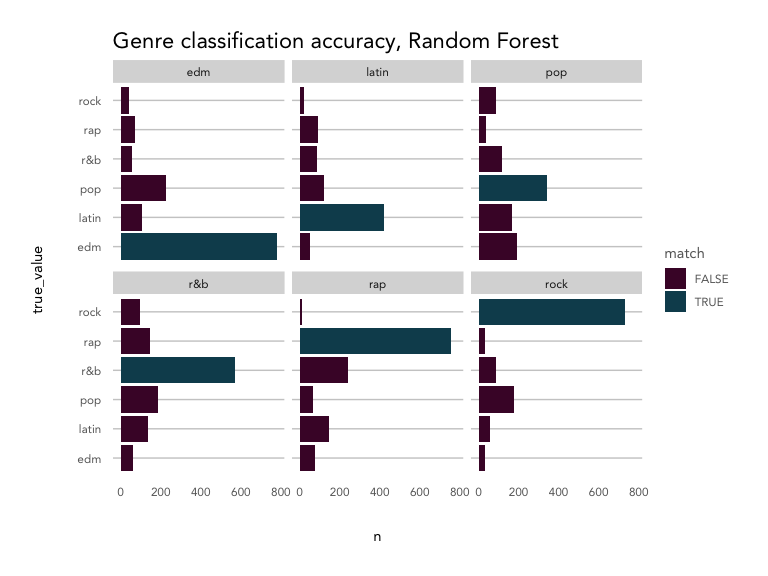 Genre classification accuracy, Random Forest
edm latin pop
rock
rap
r&b
pop
latin
edm
true_value
match
FALSE
TRUE
r&b rap rock
rock
rap
r&b
pop
latin
edm
0 200 400 600 800 0 200 400 600 800 0 200 400 600 800
n